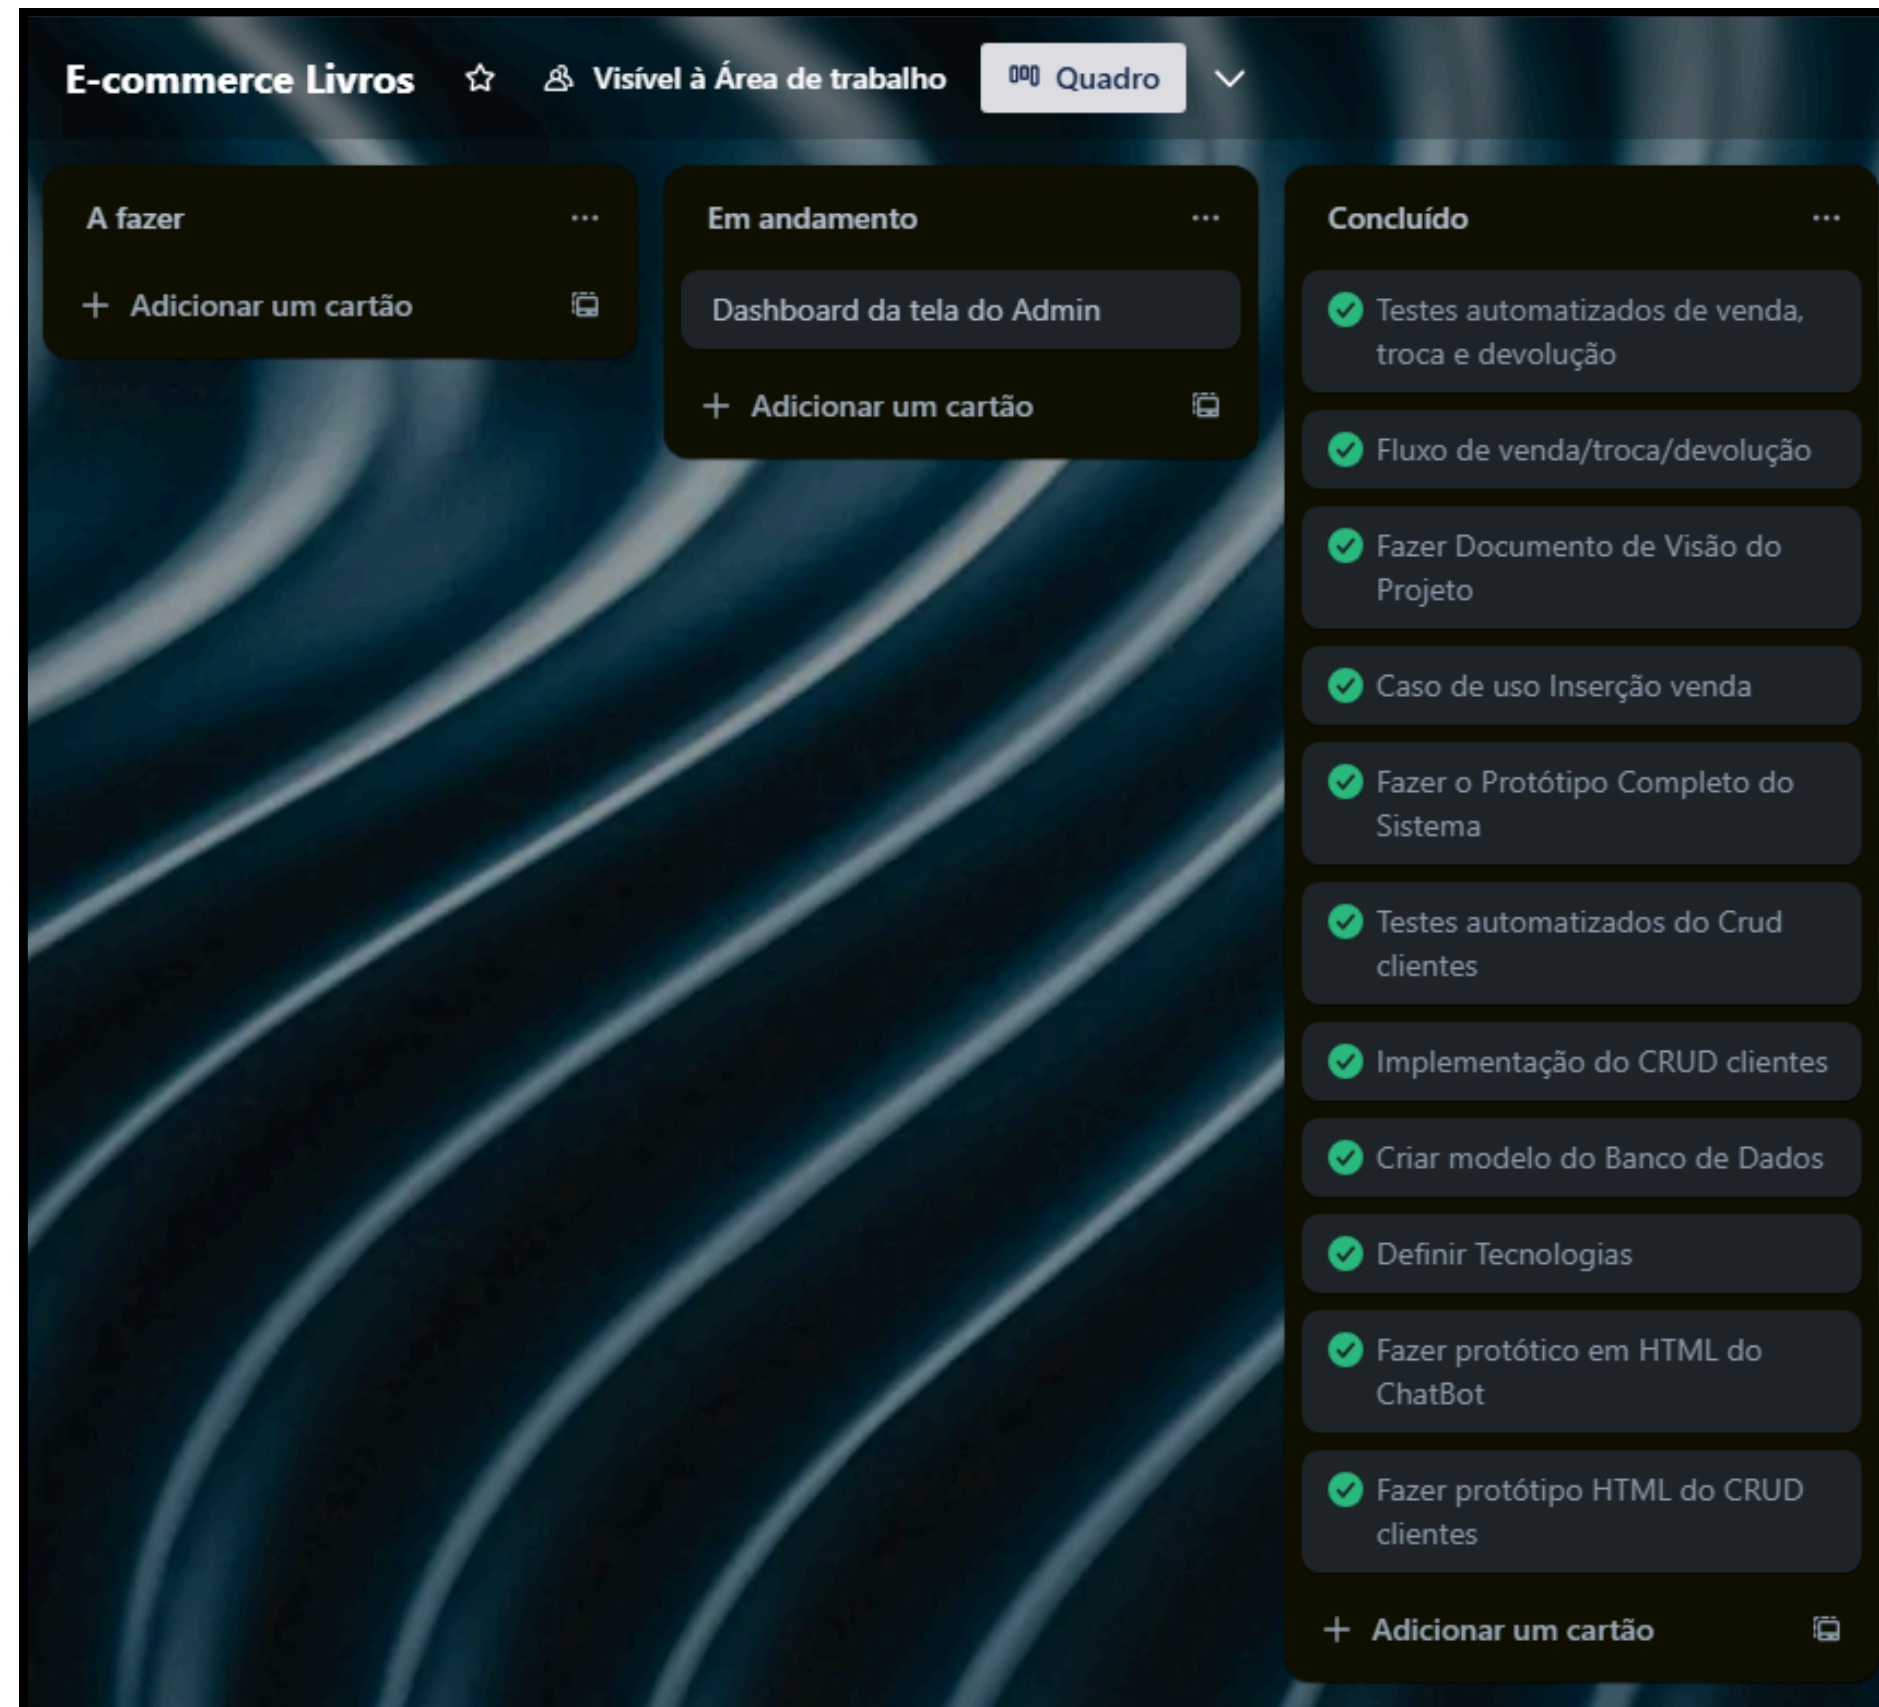 E-commerce Livros
Visível à Área de trabalho
Quadro
A fazer
Adicionar um cartão
Em andamento
Dashboard da tela do Admin
Adicionar um cartão
Concluído
Testes automatizados de venda,
troca e devolução
Fluxo de venda/troca/devolução
Fazer Documento de Visão do
Projeto
Caso de uso Inserção venda
Fazer o Protótipo Completo do
Sistema
Testes automatizados do Crud
clientes
Implementação do CRUD clientes
Criar modelo do Banco de Dados
Definir Tecnologias
Fazer protótico em HTML do
ChatBot
Fazer protótipo HTML do CRUD
clientes
Adicionar um cartão